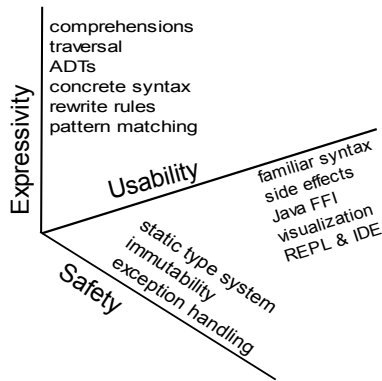 Expressivity
comprehensions
traversal
ADTs
concrete syntax
rewrite rules
pattern matching
Usability
familiar syntax
side effects
Java FFI
visualization
REPL & IDE
Safety
static type system
immutability
exception handling